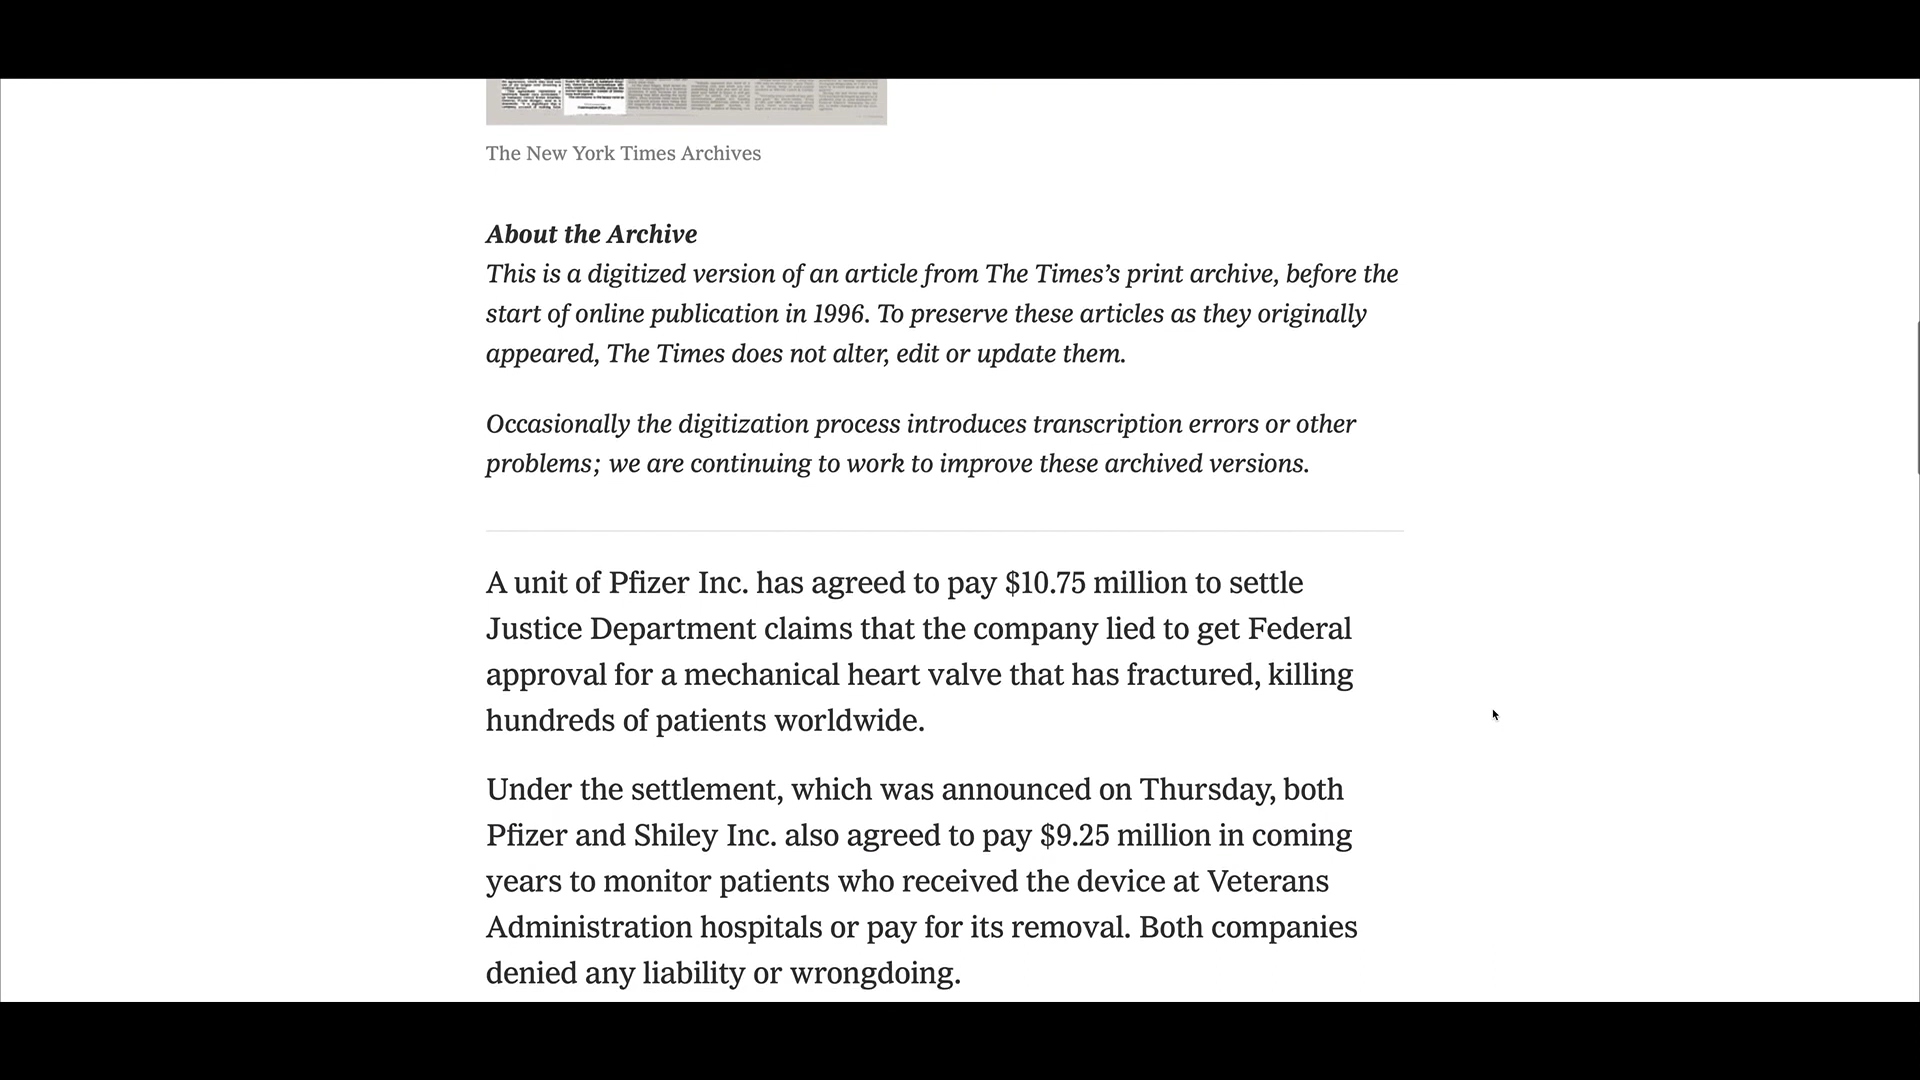 The New York Times Archives
About the Archive
This is a digitized version of an article from The Times’s print archive, before the
start of online publication in 1996. To preserve these articles as they originally
appeared, The Times does not alter, edit or update them.
Occasionally the digitization process introduces transcription errors or other
problems; we are continuing to work to improve these archived versions.
A unit of Pfizer Inc. has agreed to pay $10.75 million to settle
Justice Department claims that the company lied to get Federal
approval for a mechanical heart valve that has fractured, killing
hundreds of patients worldwide.
Under the settlement, which was announced on Thursday, both
Pfizer and Shiley Inc. also agreed to pay $9.25 million in coming
years to monitor patients who received the device at Veterans
Administration hospitals or pay for its removal. Both companies
denied any liability or wrongdoing.